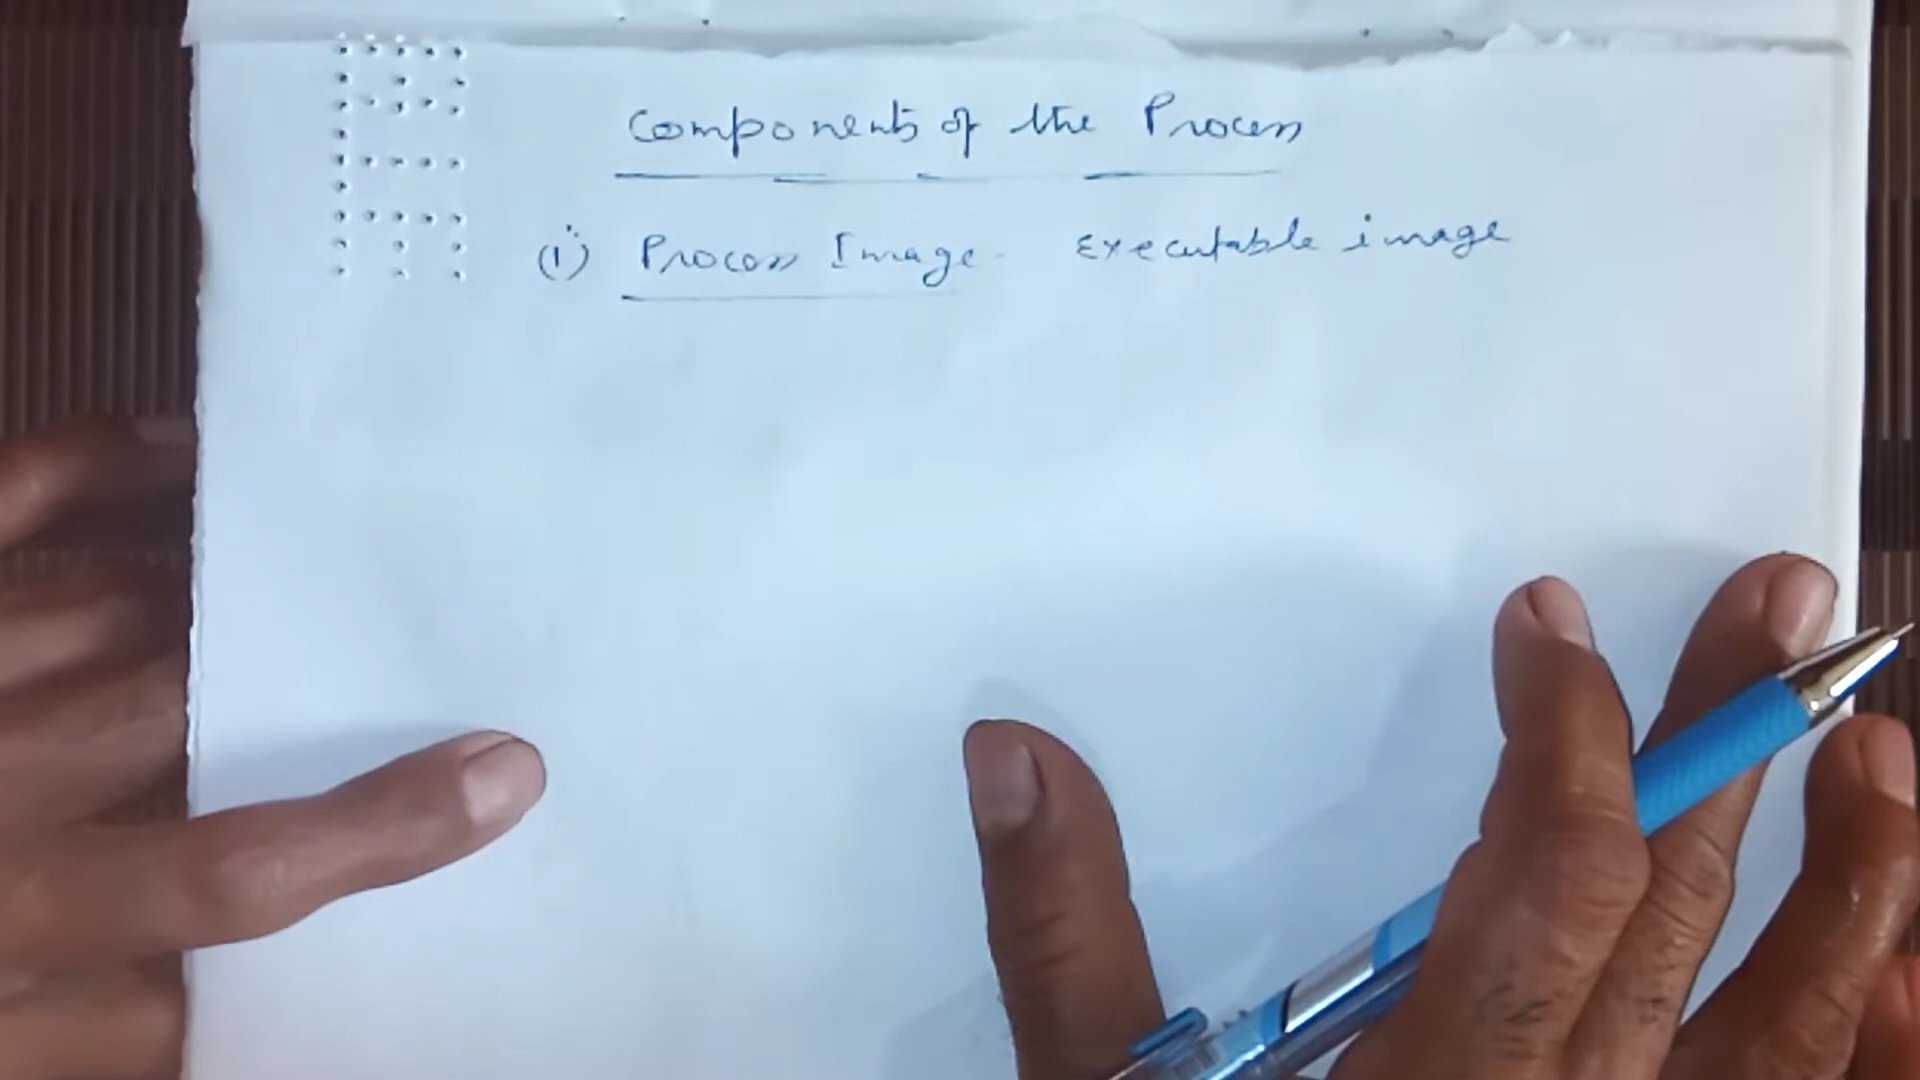 Components of the Process
(1) Process Image - Executable image